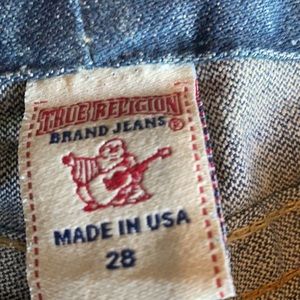 TRUE RELIGION
BRAND JEANS®
MADE IN USA
28